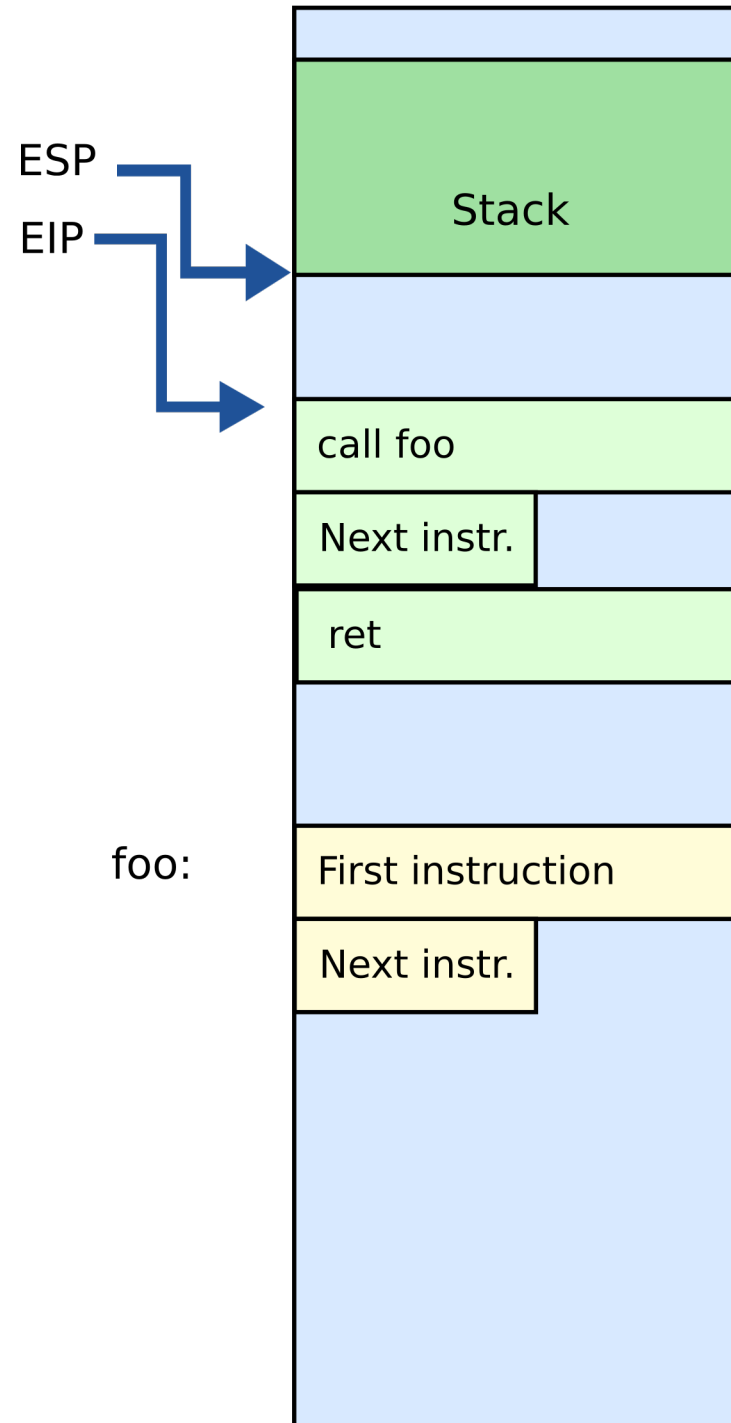 ESP
Stack
EIP
call foo
Next instr.
ret
foo:
First instruction
Next instr.